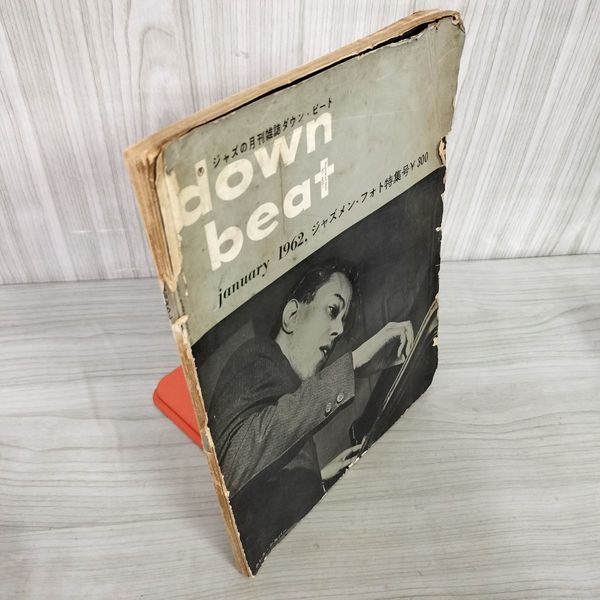 ジャズの月刊雑誌ダウン・ビート
down
beat
january 1962, ジャズメン・フォト特集号¥300